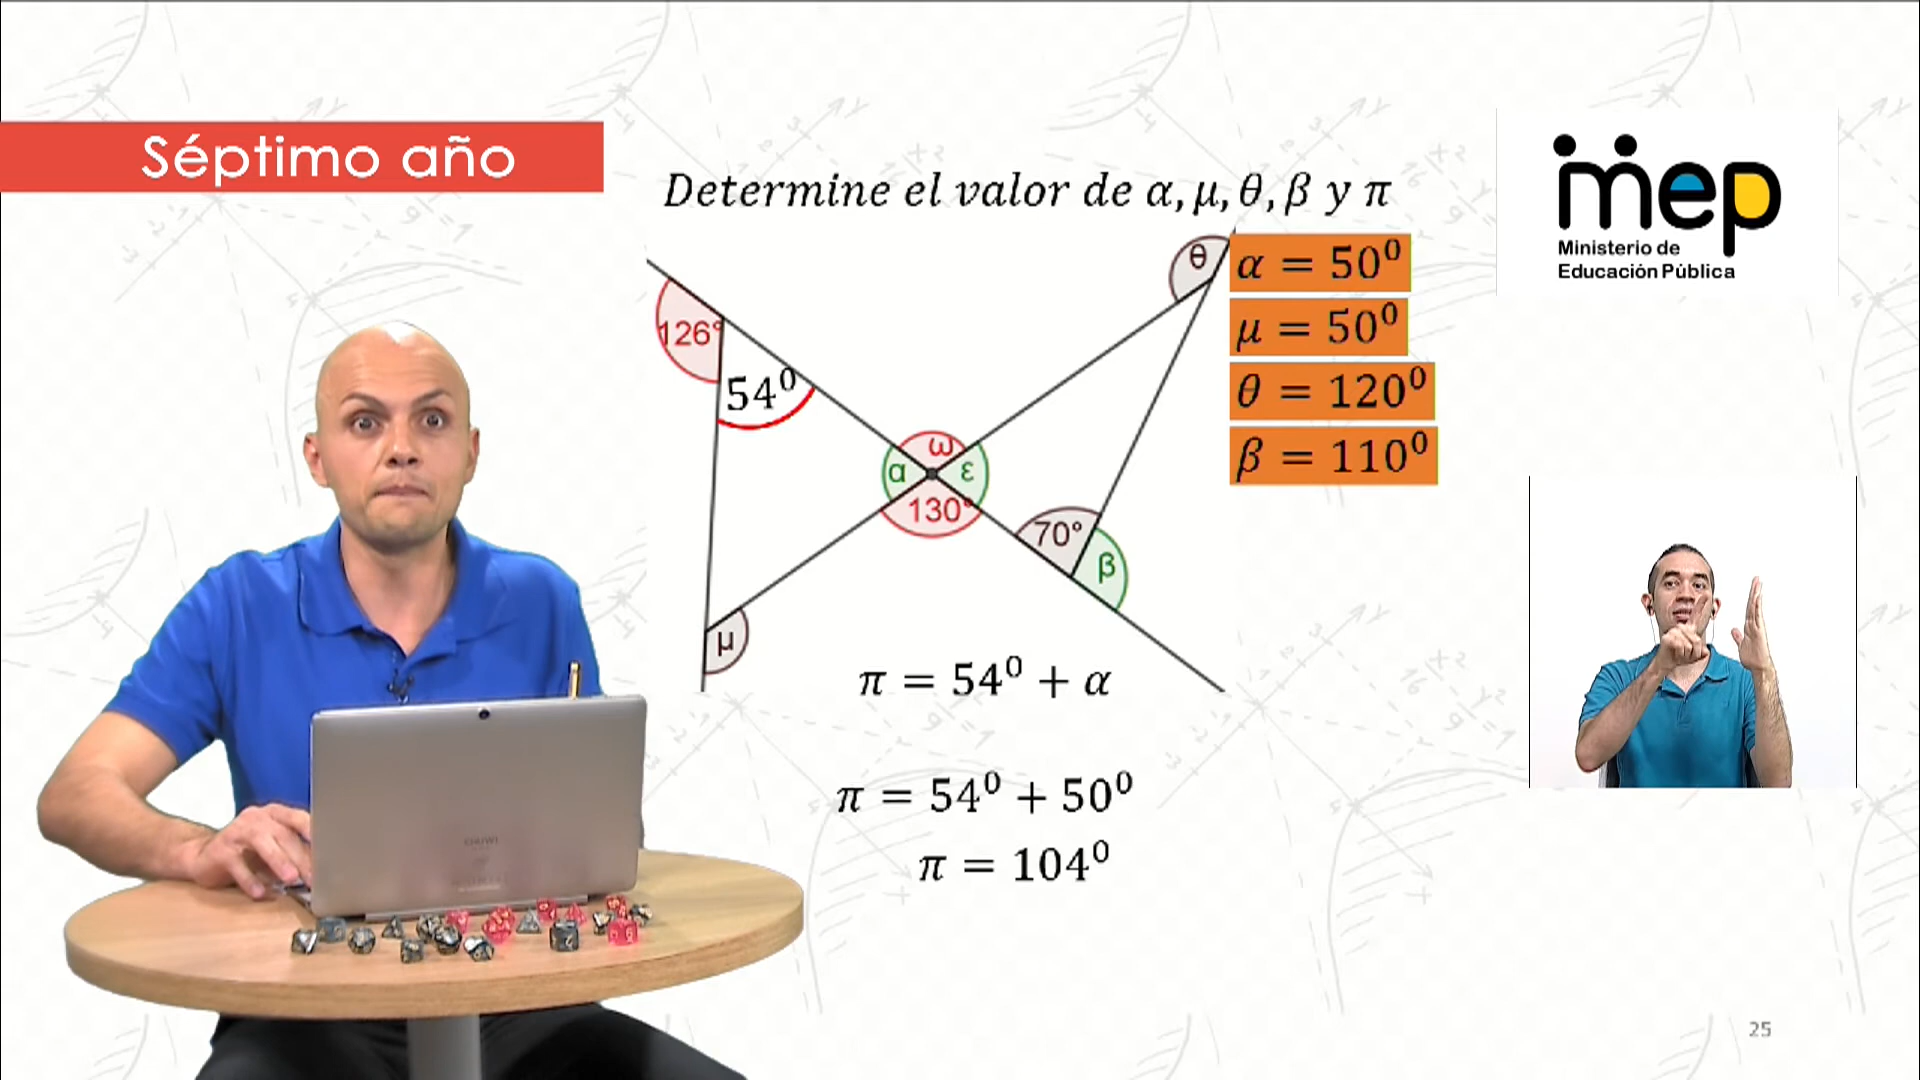 Séptimo año
Determine el valor de α, μ, θ, β y π
mep
Ministerio de
Educación Pública
α = 50⁰
μ = 50⁰
θ = 120⁰
β = 110⁰
θ
126°
54⁰
ω
α
ε
130°
70°
β
μ
π = 54⁰ + α
π = 54⁰ + 50⁰
π = 104⁰
25